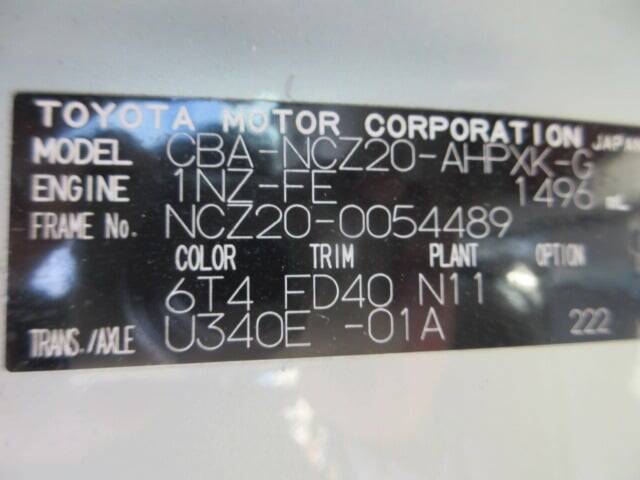 TOYOTA MOTOR CORPORATION JAPAN
MODEL CBA-NCZ20-AHPXK-G
ENGINE 1NZ-FE 1496 mL
FRAME No. NCZ20-0054489
COLOR TRIM PLANT OPTION
6T4 FD40 N11
TRANS./AXLE U340E -01A 222